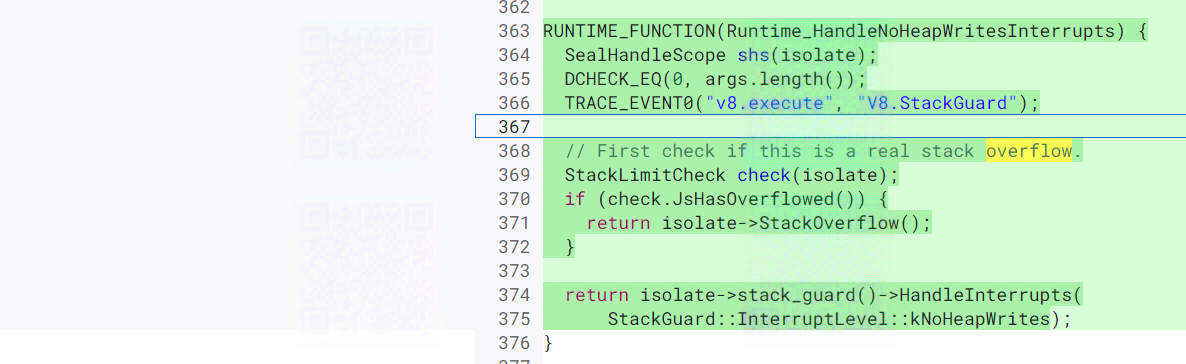 362
363 RUNTIME_FUNCTION(Runtime_HandleNoHeapWritesInterrupts) {
364   SealHandleScope shs(isolate);
365   DCHECK_EQ(0, args.length());
366   TRACE_EVENT0("v8.execute", "V8.StackGuard");
367
368   // First check if this is a real stack overflow.
369   StackLimitCheck check(isolate);
370   if (check.JsHasOverflowed()) {
371     return isolate->StackOverflow();
372   }
373
374   return isolate->stack_guard()->HandleInterrupts(
375       StackGuard::InterruptLevel::kNoHeapWrites);
376 }
377